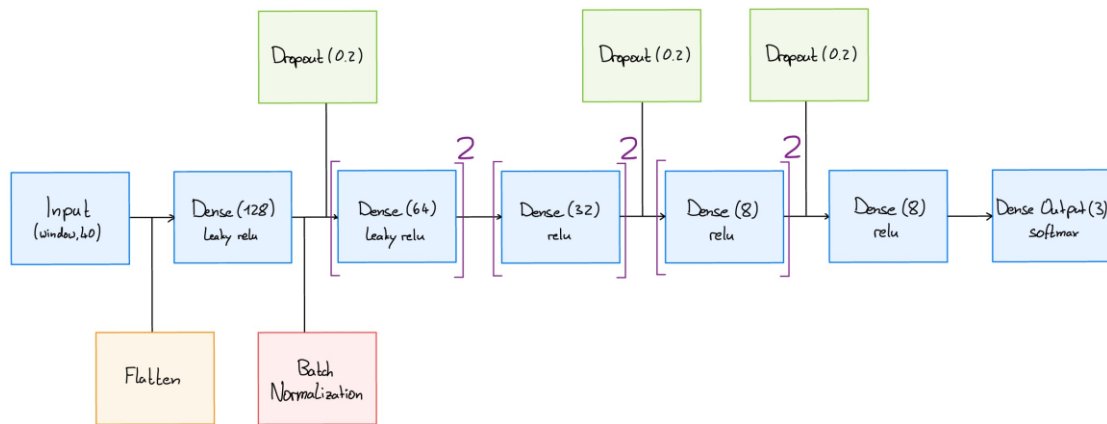 Dropout (0.2)
Dropout (0.2)
Dropout (0.2)
2
2
2
Input
(window, 40)
Dense (128)
Leaky relu
Dense (64)
Leaky relu
Dense (32)
relu
Dense (8)
relu
Dense (8)
relu
Dense Output (3)
softmax
Flatten
Batch
Normalization